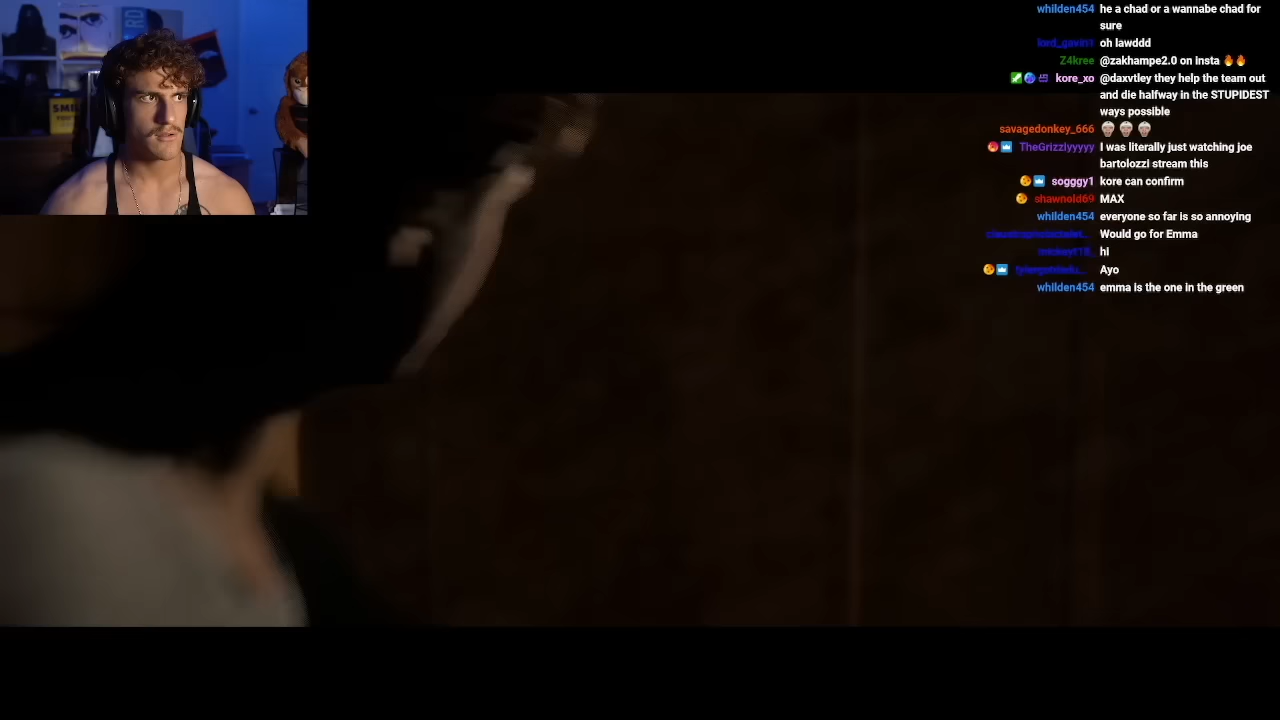 whilden454 he a chad or a wannabe chad for
sure
oh lawddd
Z4kree @zakhampe2.0 on Insta 🔥🔥
kore_xo @daxvtley they help the team out
and die halfway in the STUPIDEST
ways possible
savagedonkey_666
TheGrizzlyyyyy I was literally just watching joe
bartolozzi stream this
sogggy1 kore can confirm
shawnold69 MAX
whilden454 everyone so far is so annoying
Would go for Emma
hi
Ayo
whilden454 emma is the one in the green